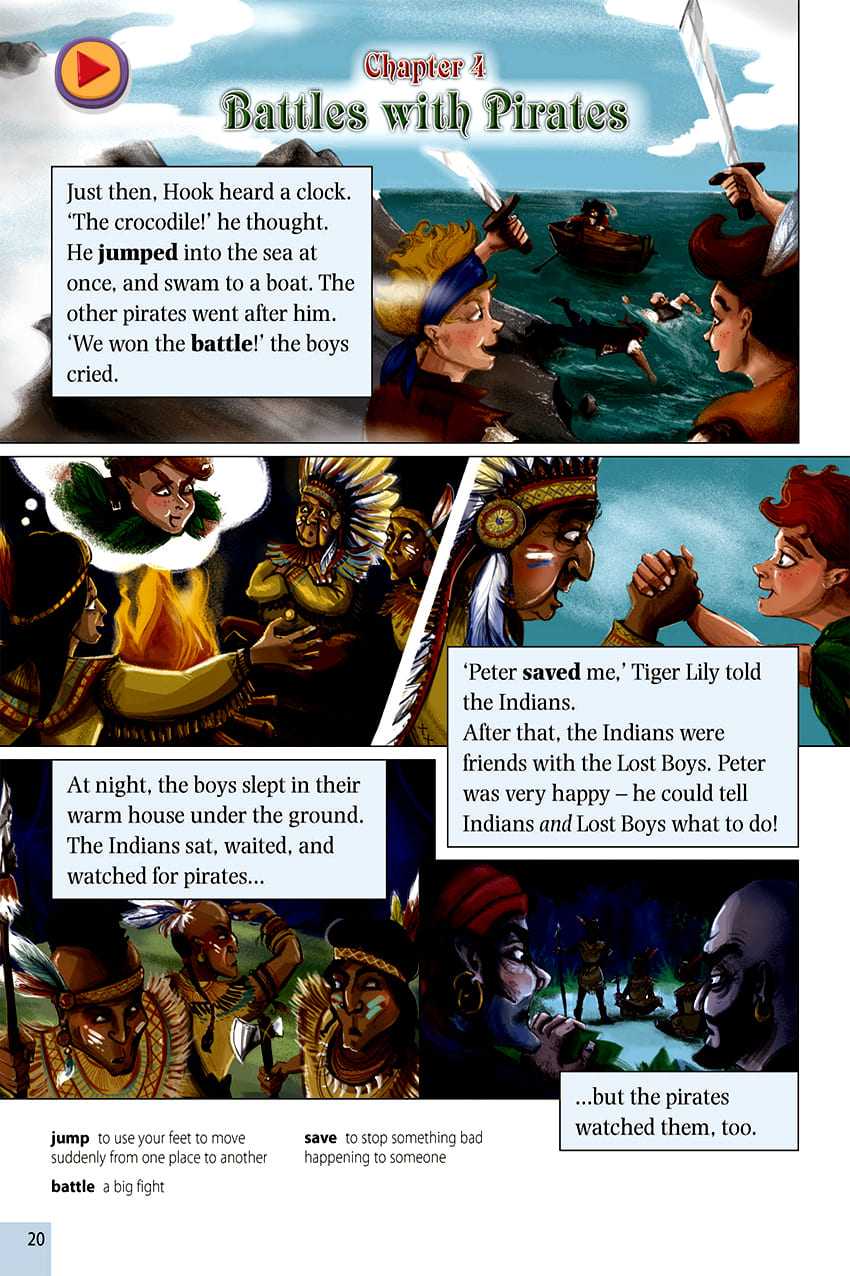 Chapter 4
Battles with Pirates
Just then, Hook heard a clock.
‘The crocodile!’ he thought.
He jumped into the sea at
once, and swam to a boat. The
other pirates went after him.
‘We won the battle!’ the boys
cried.
‘Peter saved me,’ Tiger Lily told
the Indians.
After that, the Indians were
friends with the Lost Boys. Peter
was very happy – he could tell
Indians and Lost Boys what to do!
At night, the boys slept in their
warm house under the ground.
The Indians sat, waited, and
watched for pirates...
...but the pirates
watched them, too.
jump to use your feet to move
suddenly from one place to another
battle a big fight
save to stop something bad
happening to someone
20